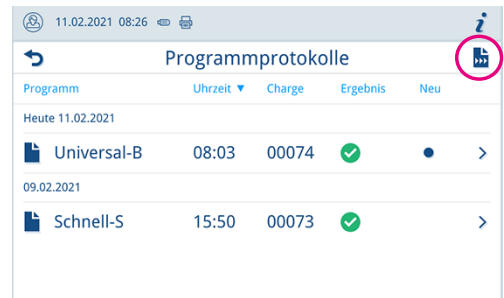 11.02.2021 08:26
i
Programmprotokolle
Programm Uhrzeit ▼ Charge Ergebnis Neu
Heute 11.02.2021
Universal-B 08:03 00074
09.02.2021
Schnell-S 15:50 00073